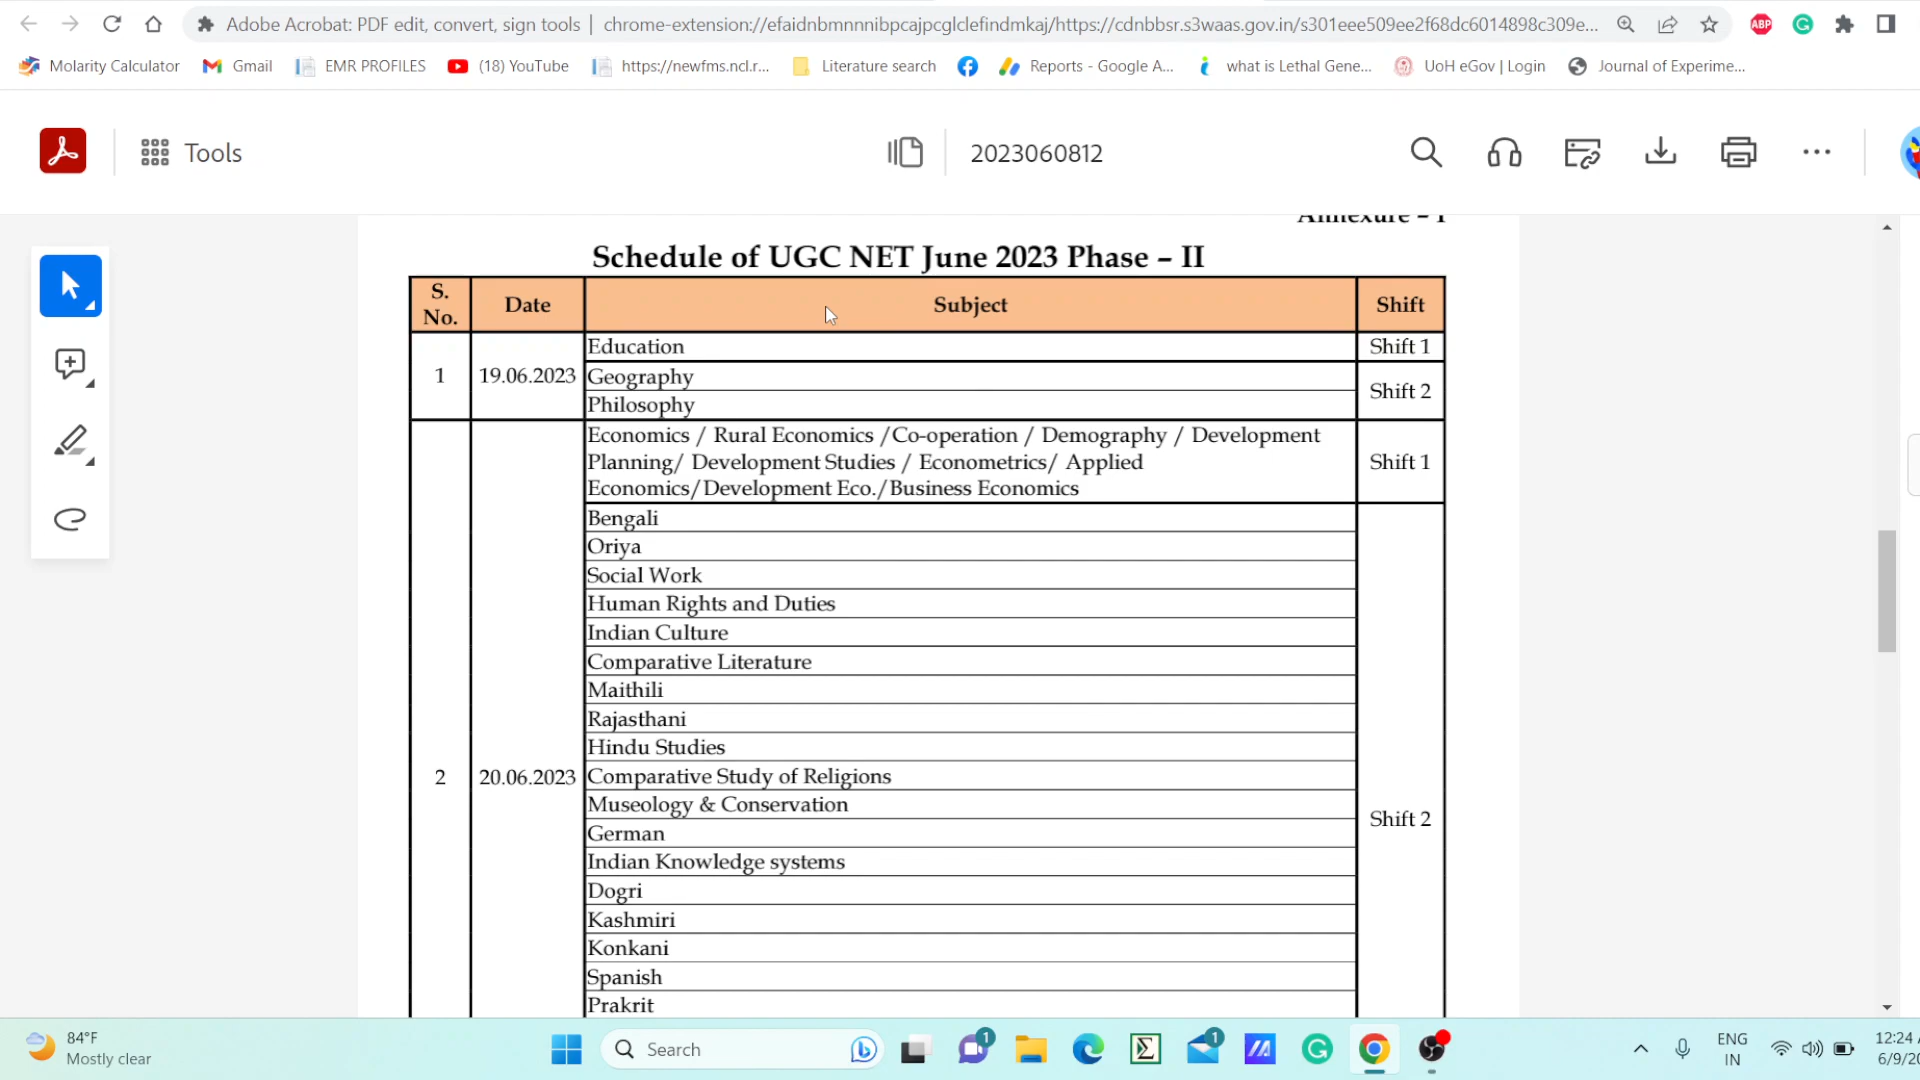 Adobe Acrobat: PDF edit, convert, sign tools | chrome-extension://efaidnbmnnnibpcajpcglclefindmkaj/https://cdnbbsr.s3waas.gov.in/s301eee509ee2f68dc6014898c309e...
ABP
Molarity Calculator Gmail EMR PROFILES (18) YouTube https://newfms.ncl.r... Literature search Reports - Google A... what is Lethal Gene... UoH eGov | Login Journal of Experime...
Tools 2023060812
Schedule of UGC NET June 2023 Phase – II
S. No. Date Subject Shift
1 19.06.2023 Education Shift 1
Geography Shift 2
Philosophy
2 20.06.2023 Economics / Rural Economics /Co-operation / Demography / Development
Planning/ Development Studies / Econometrics/ Applied Shift 1
Economics/Development Eco./Business Economics
Bengali
Oriya
Social Work
Human Rights and Duties
Indian Culture
Comparative Literature
Maithili
Rajasthani
Hindu Studies
Comparative Study of Religions
Museology & Conservation Shift 2
German
Indian Knowledge systems
Dogri
Kashmiri
Konkani
Spanish
Prakrit
84°F
Mostly clear
Search
1
1
ENG
IN
12:24